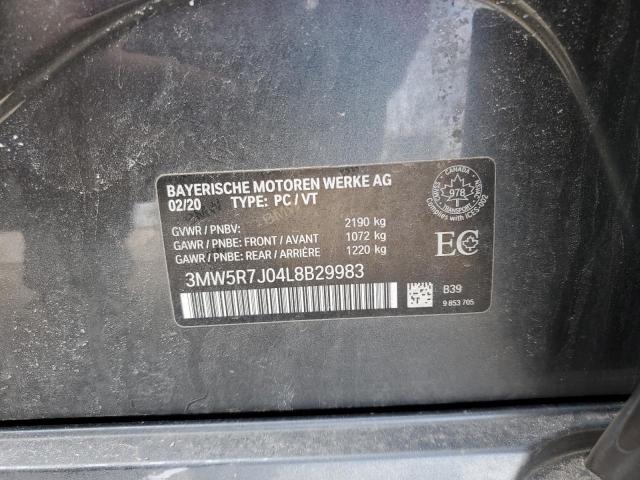 BAYERISCHE MOTOREN WERKE AG
02/20 TYPE: PC / VT
GVWR / PNBV: 2190 kg
GAWR / PNBE: FRONT / AVANT 1072 kg
GAWR / PNBE: REAR / ARRIÈRE 1220 kg
3MW5R7J04L8B29983
CANADA
978
TRANSPORT
Complies with ICES-002
EC
B39
9 853 705